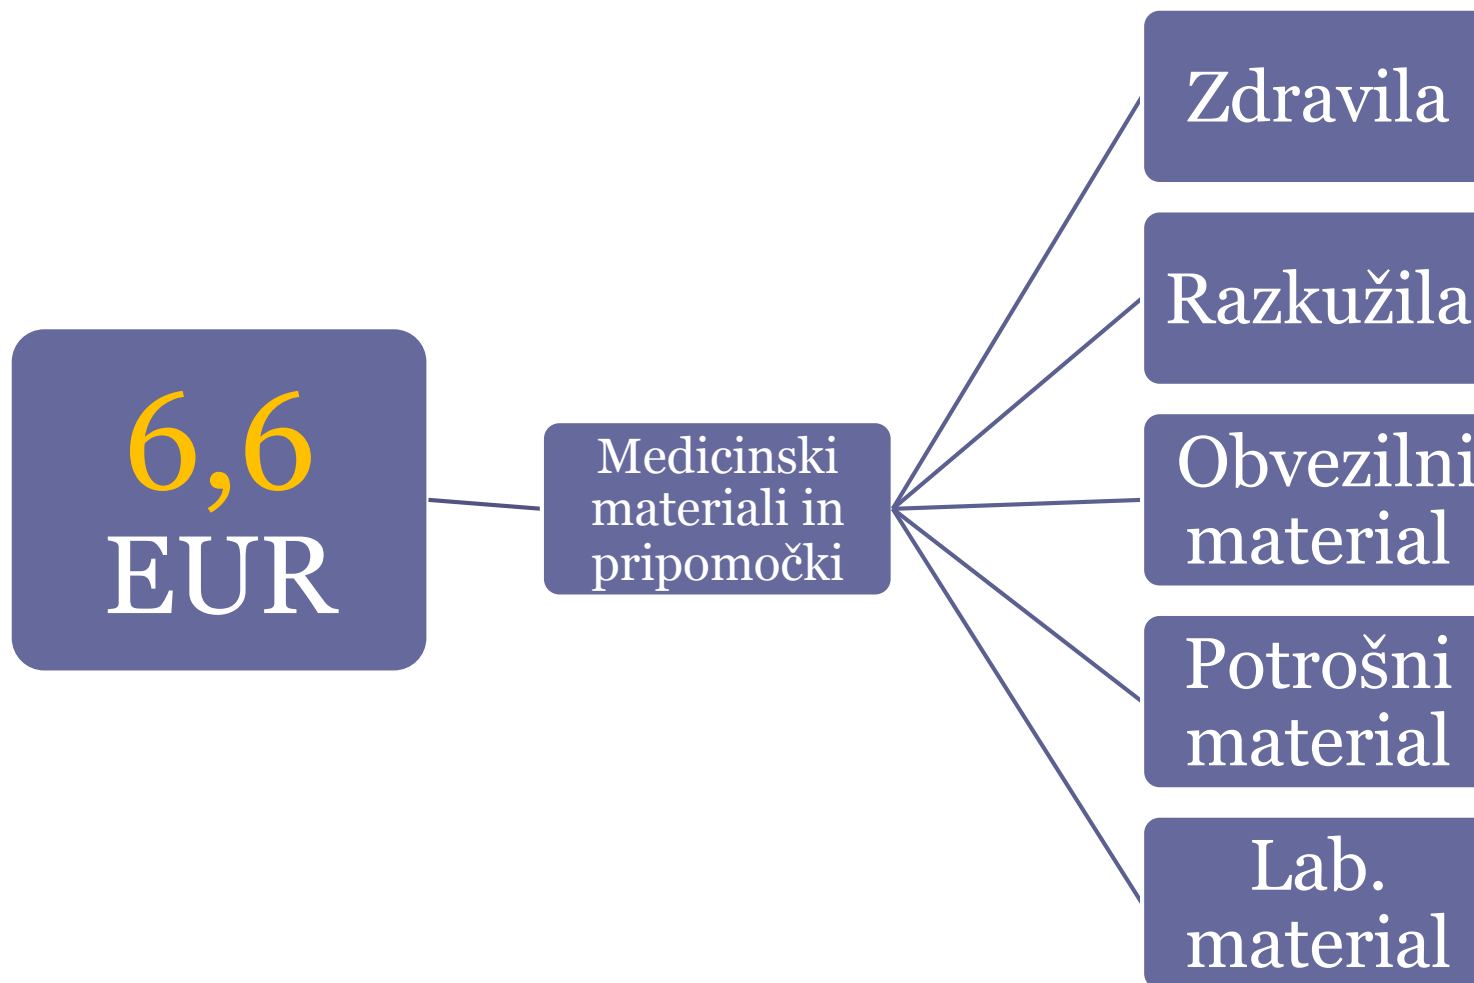 6,6
EUR
Medicinski
materiali in
pripomočki
Zdravila
Razkužila
Obvezilni
material
Potrošni
material
Lab.
material